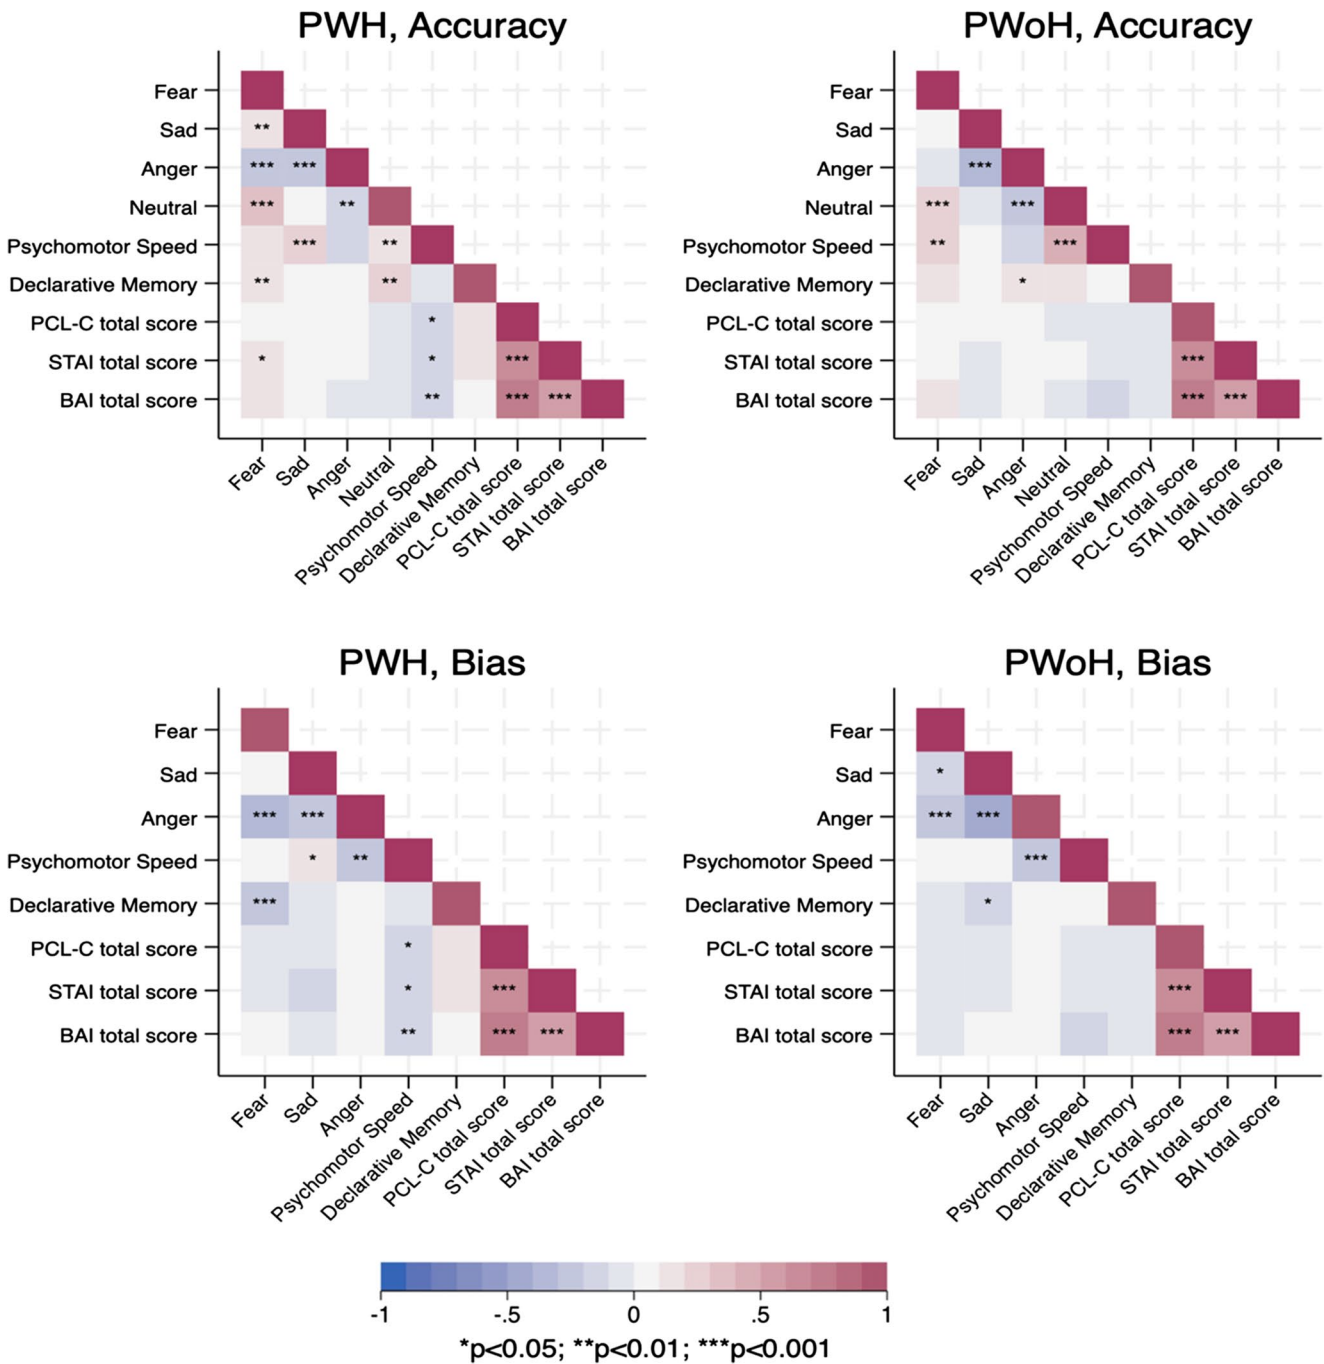 PWH, Accuracy
Fear
Sad **
Anger *** ***
Neutral *** **
Psychomotor Speed *** **
Declarative Memory ** **
PCL-C total score *
STAI total score * * ***
BAI total score ** *** ***
Fear Sad Anger Neutral Psychomotor Speed Declarative Memory PCL-C total score STAI total score BAI total score
PWoH, Accuracy
Fear
Sad
Anger ***
Neutral *** ***
Psychomotor Speed ** ***
Declarative Memory *
PCL-C total score
STAI total score ***
BAI total score *** ***
Fear Sad Anger Neutral Psychomotor Speed Declarative Memory PCL-C total score STAI total score BAI total score
PWH, Bias
Fear
Sad
Anger *** ***
Psychomotor Speed * **
Declarative Memory ***
PCL-C total score *
STAI total score * ***
BAI total score ** *** ***
Fear Sad Anger Psychomotor Speed Declarative Memory PCL-C total score STAI total score BAI total score
PWoH, Bias
Fear
Sad *
Anger *** ***
Psychomotor Speed ***
Declarative Memory *
PCL-C total score
STAI total score ***
BAI total score *** ***
Fear Sad Anger Psychomotor Speed Declarative Memory PCL-C total score STAI total score BAI total score
-1 -.5 0 .5 1
*p<0.05; **p<0.01; ***p<0.001